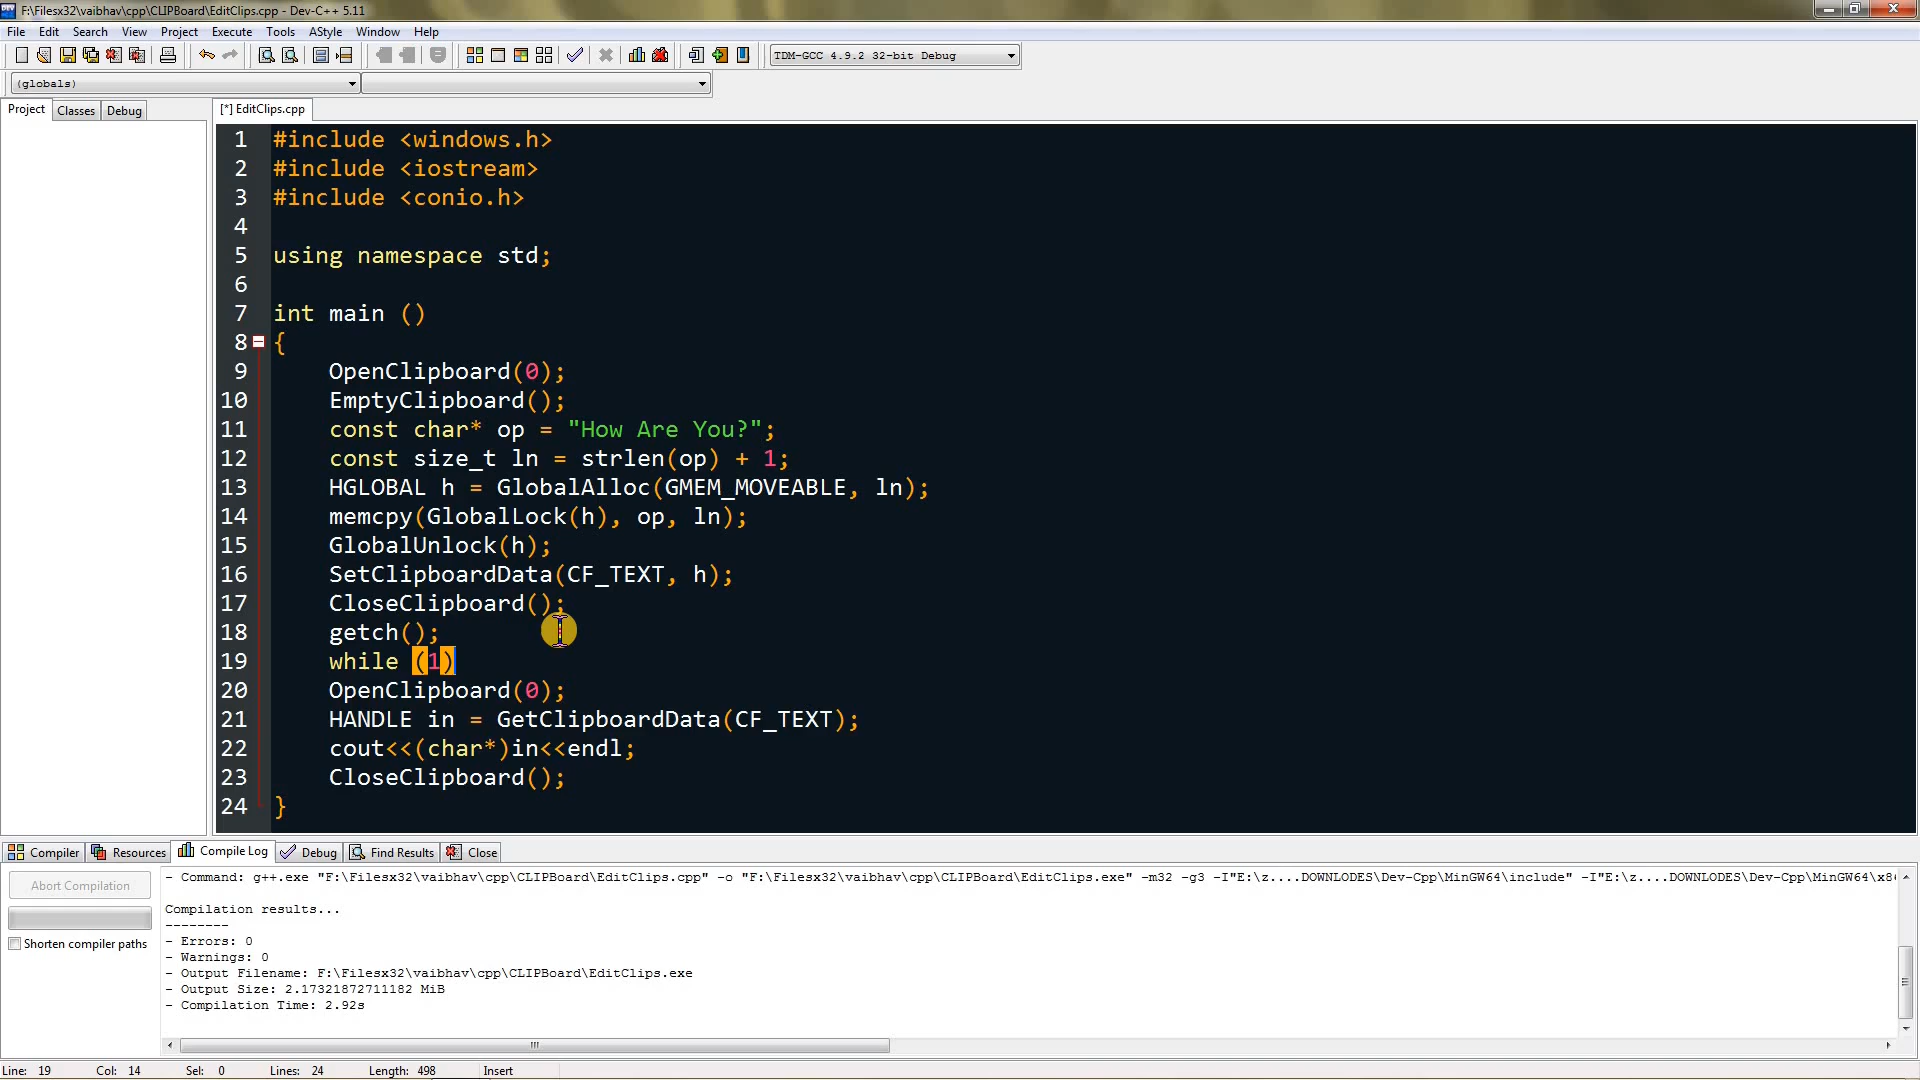 F:\Filesx32\vaibhav\cpp\CLIPBoard\EditClips.cpp - Dev-C++ 5.11
File Edit Search View Project Execute Tools AStyle Window Help
TDM-GCC 4.9.2 32-bit Debug
(globals)
Project Classes Debug
[*] EditClips.cpp
1 #include <windows.h>
2 #include <iostream>
3 #include <conio.h>
4
5 using namespace std;
6
7 int main ()
8 {
9 OpenClipboard(0);
10 EmptyClipboard();
11 const char* op = "How Are You?";
12 const size_t ln = strlen(op) + 1;
13 HGLOBAL h = GlobalAlloc(GMEM_MOVEABLE, ln);
14 memcpy(GlobalLock(h), op, ln);
15 GlobalUnlock(h);
16 SetClipboardData(CF_TEXT, h);
17 CloseClipboard();
18 getch();
19 while (1)
20 OpenClipboard(0);
21 HANDLE in = GetClipboardData(CF_TEXT);
22 cout<<(char*)in<<endl;
23 CloseClipboard();
24 }
Compiler Resources Compile Log Debug Find Results Close
Abort Compilation
Shorten compiler paths
- Command: g++.exe "F:\Filesx32\vaibhav\cpp\CLIPBoard\EditClips.cpp" -o "F:\Filesx32\vaibhav\cpp\CLIPBoard\EditClips.exe" -m32 -g3 -I"E:\z....DOWNLODES\Dev-Cpp\MinGW64\include" -I"E:\z....DOWNLODES\Dev-Cpp\MinGW64\x8
Compilation results...
--------
- Errors: 0
- Warnings: 0
- Output Filename: F:\Filesx32\vaibhav\cpp\CLIPBoard\EditClips.exe
- Output Size: 2.17321872711182 MiB
- Compilation Time: 2.92s
Line: 19 Col: 14 Sel: 0 Lines: 24 Length: 498 Insert